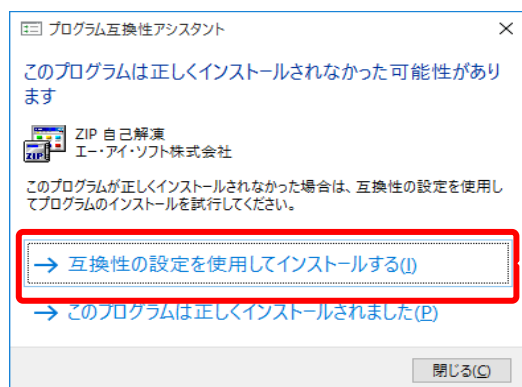 プログラム互換性アシスタント
このプログラムは正しくインストールされなかった可能性があり
ます
ZIP 自己解凍
ZIP
エー・アイ・ソフト株式会社
このプログラムが正しくインストールされなかった場合は、互換性の設定を使用し
てプログラムのインストールを試行してください。
→ 互換性の設定を使用してインストールする(I)
→ このプログラムは正しくインストールされました(P)
閉じる(C)